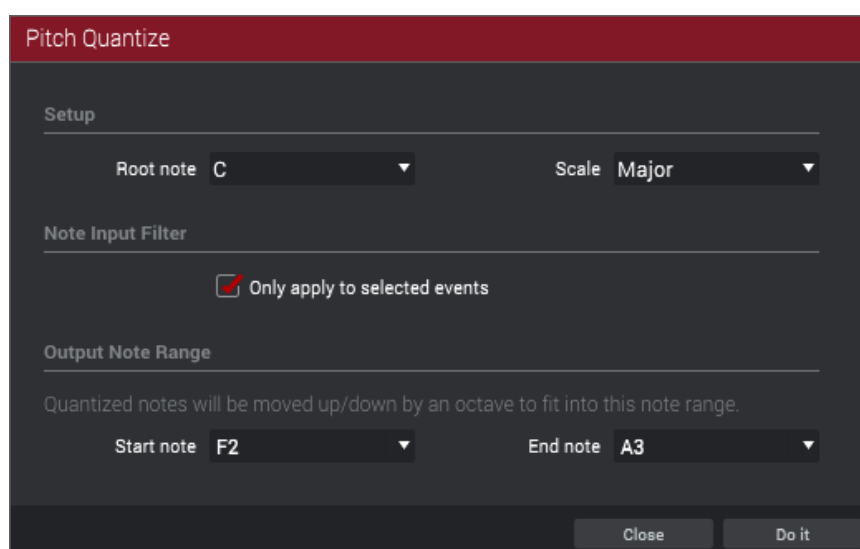 Pitch Quantize
Setup
Root note C Scale Major
Note Input Filter
Only apply to selected events
Output Note Range
Quantized notes will be moved up/down by an octave to fit into this note range.
Start note F2 End note A3
Close Do it